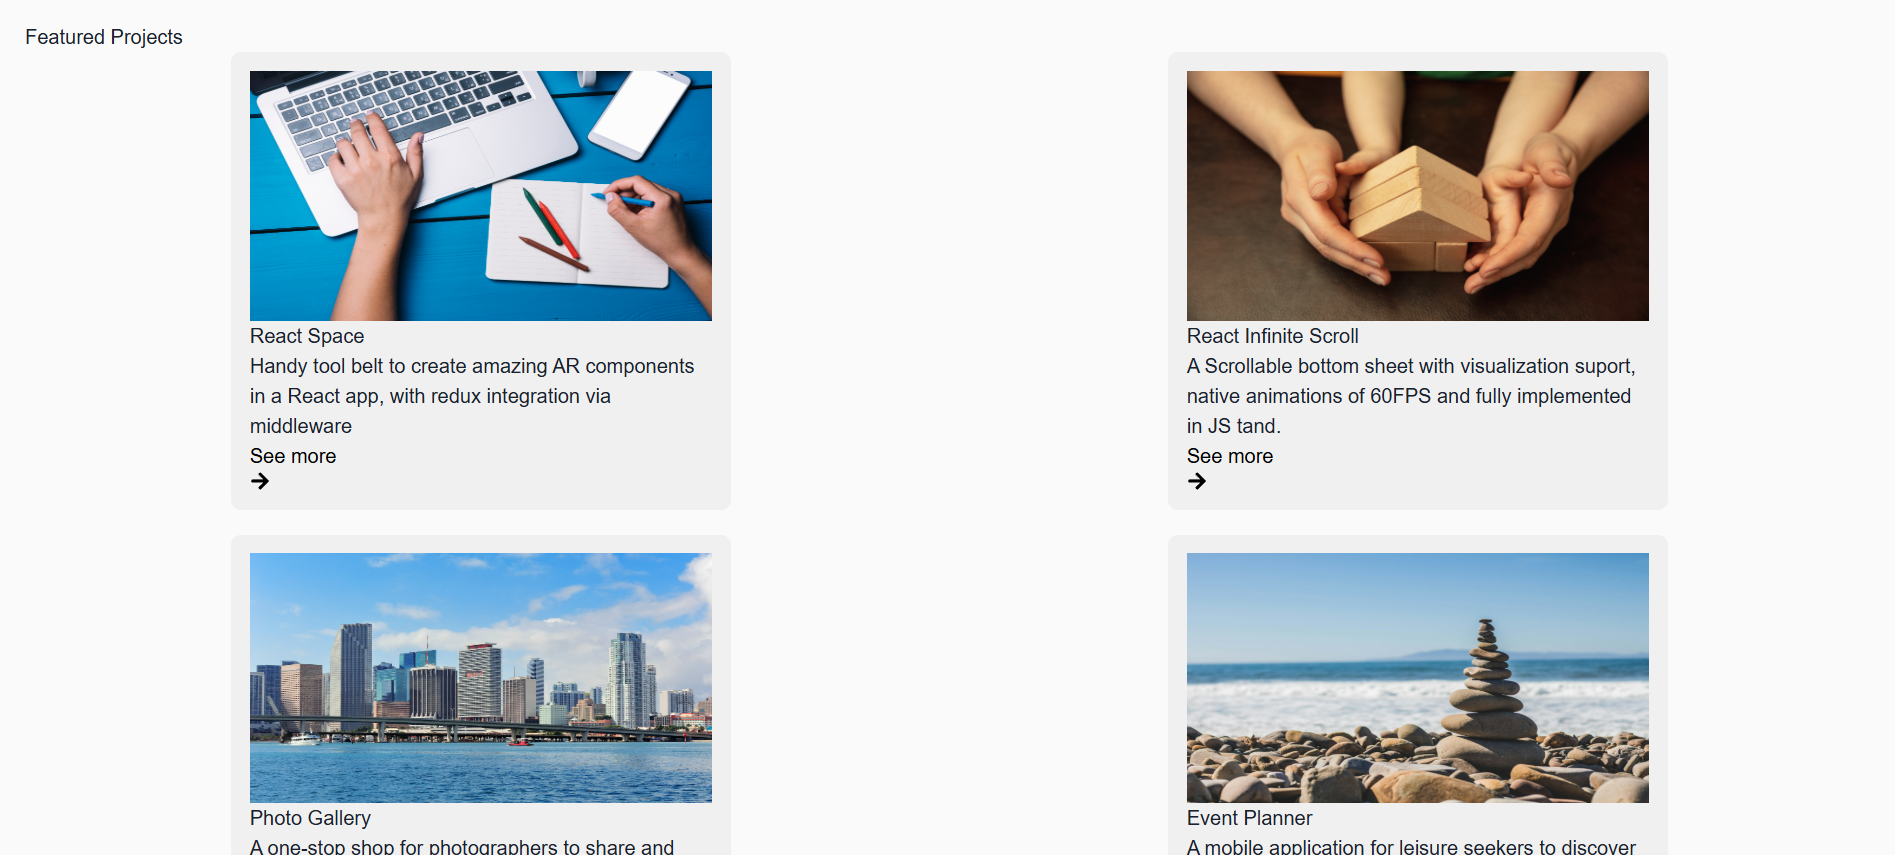 Featured Projects
React Space
Handy tool belt to create amazing AR components
in a React app, with redux integration via
middleware
See more
React Infinite Scroll
A Scrollable bottom sheet with visualization suport,
native animations of 60FPS and fully implemented
in JS tand.
See more
Photo Gallery
A one-stop shop for photographers to share and
Event Planner
A mobile application for leisure seekers to discover